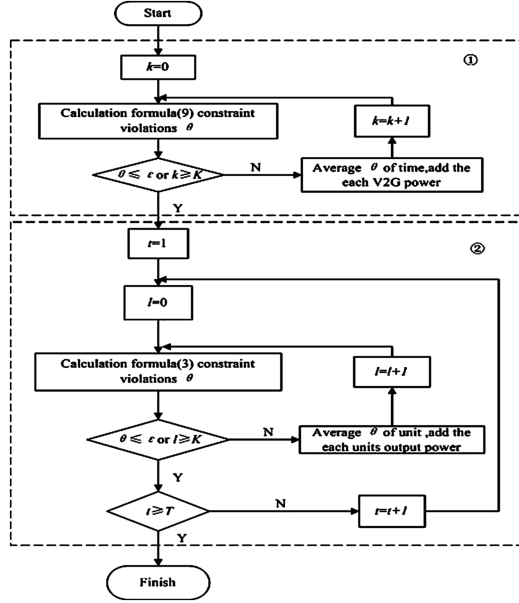 Start
①
k=0
Calculation formula(9) constraint
violations θ
k=k+1
θ≤ ε or k≥K
N
Average θ of time,add the
each V2G power
Y
t=1
②
l=0
Calculation formula(3) constraint
violations θ
l=l+1
θ≤ ε or l≥K
N
Average θ of unit ,add the
each units output power
Y
t≥T
N
t=t+1
Y
Finish